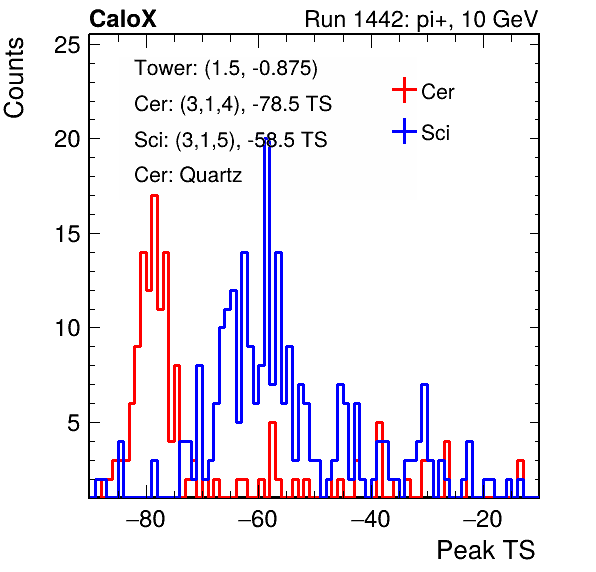 CaloX Run 1442: pi+, 10 GeV
Counts
25
20
15
10
5
Tower: (1.5, -0.875)
Cer: (3,1,4), -78.5 TS
Sci: (3,1,5), -58.5 TS
Cer: Quartz
Cer
Sci
−80 −60 −40 −20
Peak TS